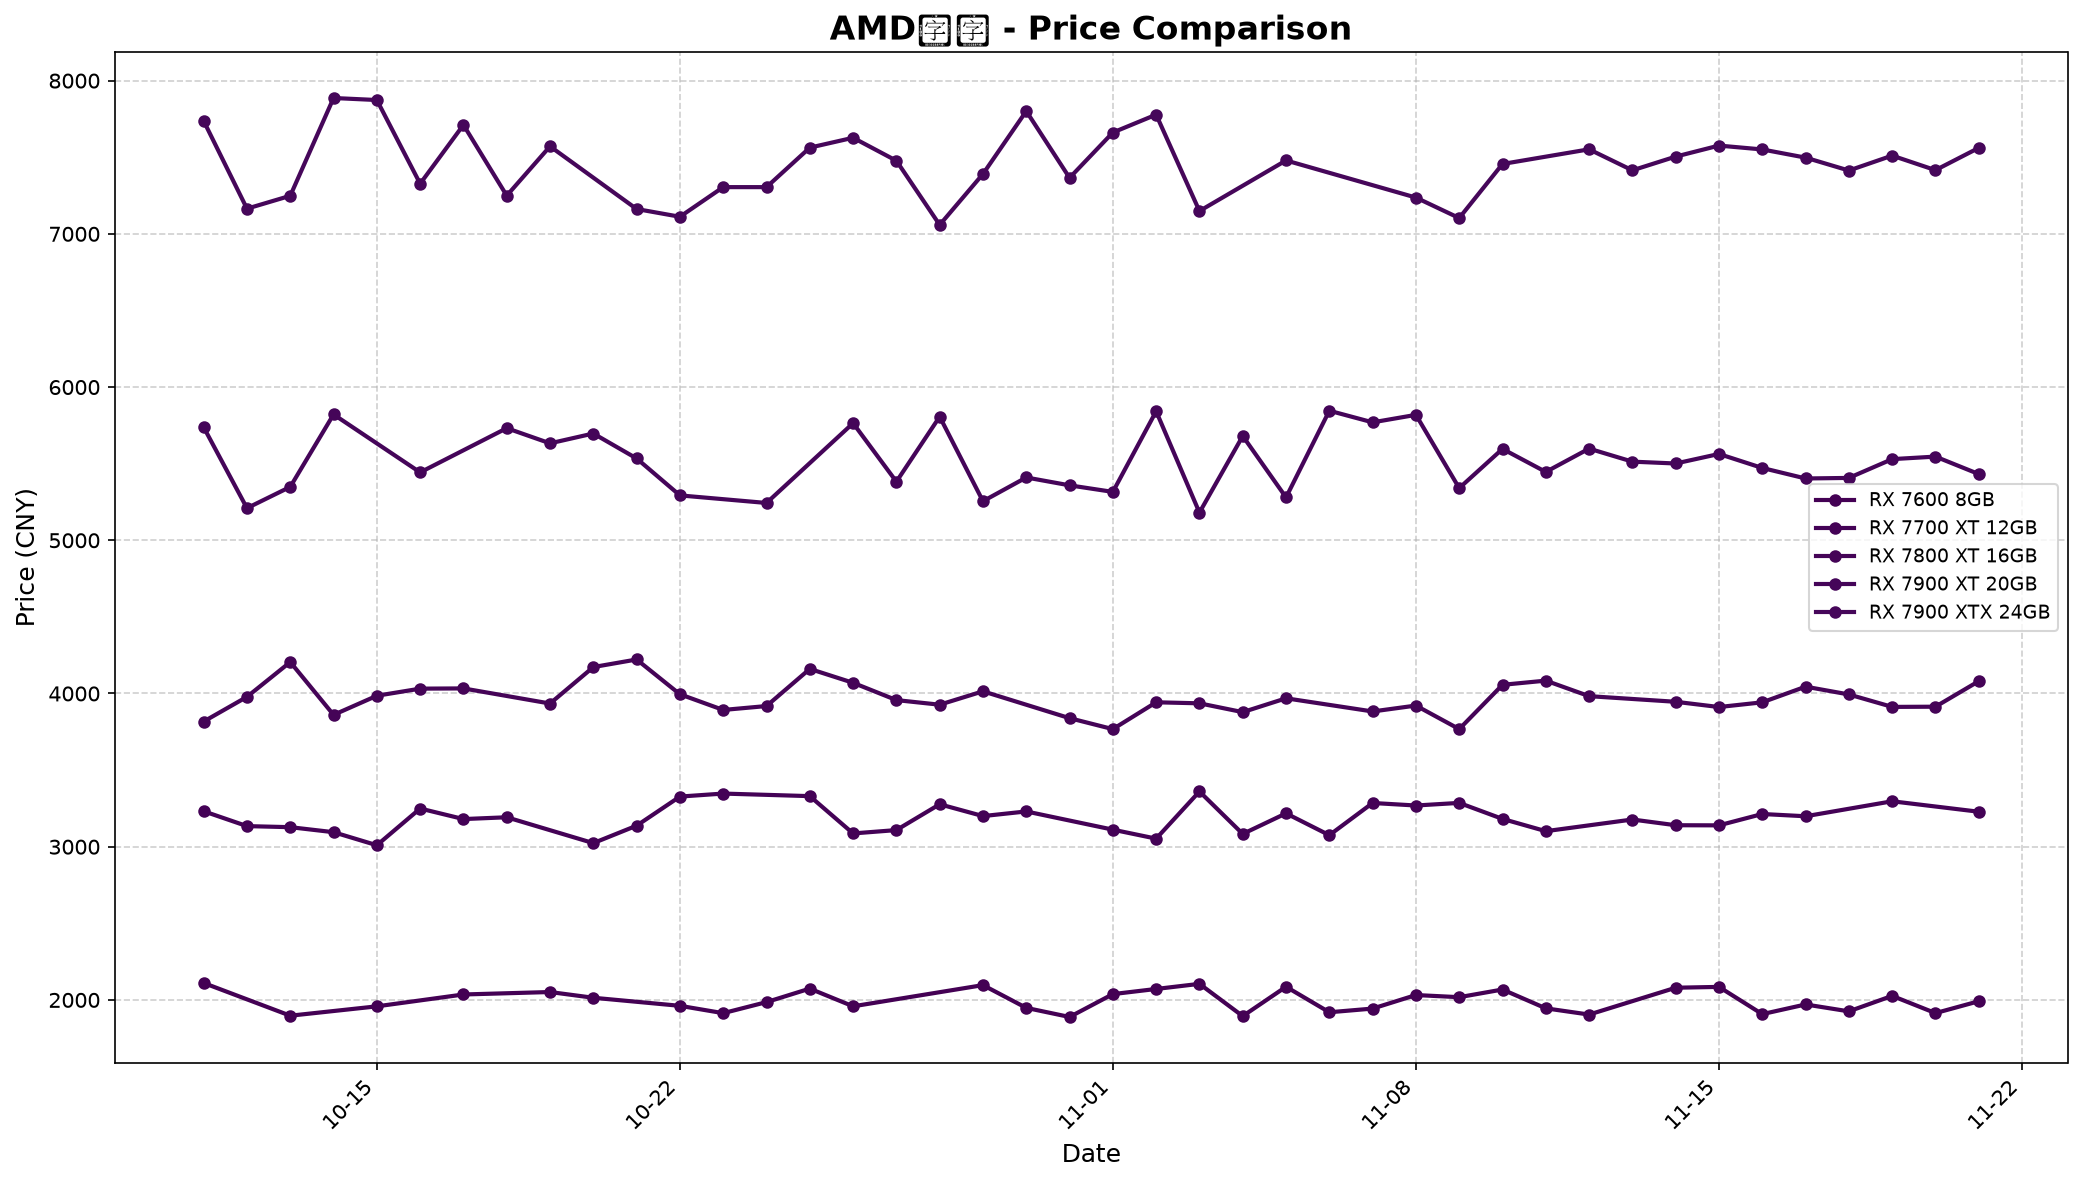 AMD - Price Comparison
8000
7000
6000
5000
4000
3000
2000
Price (CNY)
RX 7600 8GB
RX 7700 XT 12GB
RX 7800 XT 16GB
RX 7900 XT 20GB
RX 7900 XTX 24GB
10-15
10-22
11-01
11-08
11-15
11-22
Date